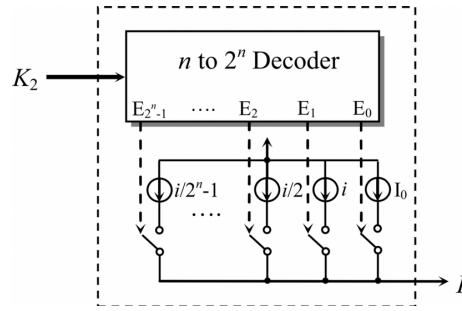 n to 2ⁿ Decoder
K₂
E₂ⁿ₋₁ .... E₂ E₁ E₀
i/2ⁿ-1 .... i/2 i I₀
I